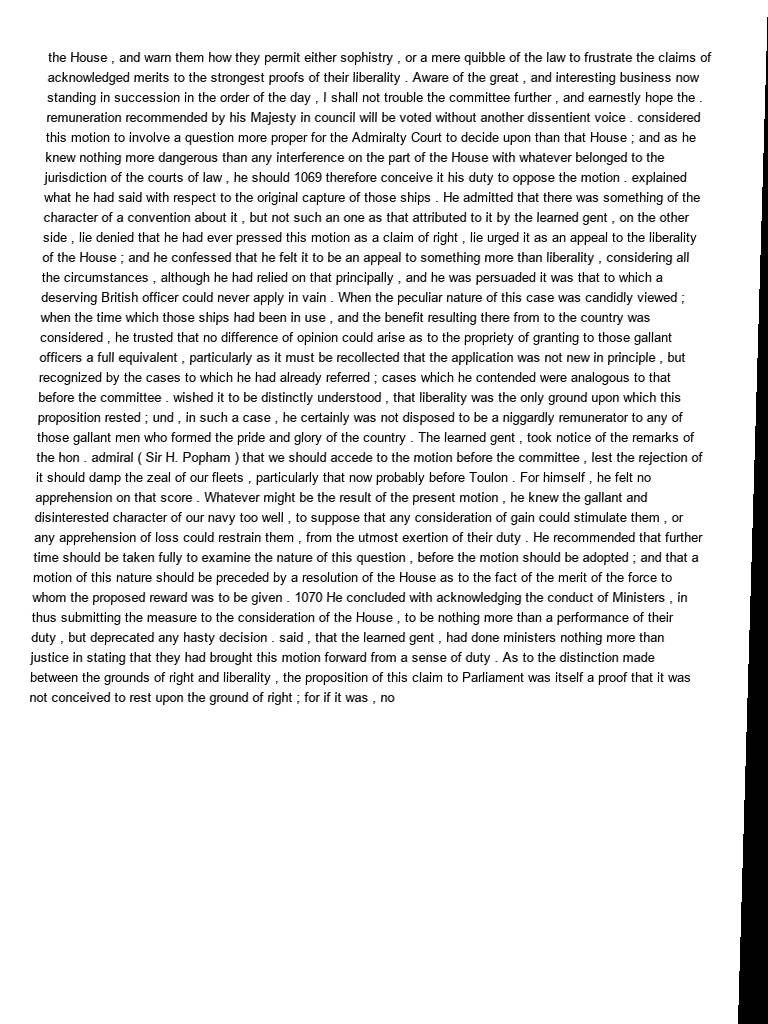 the House , and warn them how they permit either sophistry , or a mere quibble of the law to frustrate the claims of
acknowledged merits to the strongest proofs of their liberality . Aware of the great , and interesting business now
standing in succession in the order of the day , I shall not trouble the committee further , and earnestly hope the .
remuneration recommended by his Majesty in council will be voted without another dissentient voice . considered
this motion to involve a question more proper for the Admiralty Court to decide upon than that House ; and as he
knew nothing more dangerous than any interference on the part of the House with whatever belonged to the
jurisdiction of the courts of law , he should 1069 therefore conceive it his duty to oppose the motion . explained
what he had said with respect to the original capture of those ships . He admitted that there was something of the
character of a convention about it , but not such an one as that attributed to it by the learned gent , on the other
side , lie denied that he had ever pressed this motion as a claim of right , lie urged it as an appeal to the liberality
of the House ; and he confessed that he felt it to be an appeal to something more than liberality , considering all
the circumstances , although he had relied on that principally , and he was persuaded it was that to which a
deserving British officer could never apply in vain . When the peculiar nature of this case was candidly viewed ;
when the time which those ships had been in use , and the benefit resulting there from to the country was
considered , he trusted that no difference of opinion could arise as to the propriety of granting to those gallant
officers a full equivalent , particularly as it must be recollected that the application was not new in principle , but
recognized by the cases to which he had already referred ; cases which he contended were analogous to that
before the committee . wished it to be distinctly understood , that liberality was the only ground upon which this
proposition rested ; und , in such a case , he certainly was not disposed to be a niggardly remunerator to any of
those gallant men who formed the pride and glory of the country . The learned gent , took notice of the remarks of
the hon . admiral ( Sir H. Popham ) that we should accede to the motion before the committee , lest the rejection of
it should damp the zeal of our fleets , particularly that now probably before Toulon . For himself , he felt no
apprehension on that score . Whatever might be the result of the present motion , he knew the gallant and
disinterested character of our navy too well , to suppose that any consideration of gain could stimulate them , or
any apprehension of loss could restrain them , from the utmost exertion of their duty . He recommended that further
time should be taken fully to examine the nature of this question , before the motion should be adopted ; and that a
motion of this nature should be preceded by a resolution of the House as to the fact of the merit of the force to
whom the proposed reward was to be given . 1070 He concluded with acknowledging the conduct of Ministers , in
thus submitting the measure to the consideration of the House , to be nothing more than a performance of their
duty , but deprecated any hasty decision . said , that the learned gent , had done ministers nothing more than
justice in stating that they had brought this motion forward from a sense of duty . As to the distinction made
between the grounds of right and liberality , the proposition of this claim to Parliament was itself a proof that it was
not conceived to rest upon the ground of right ; for if it was , no